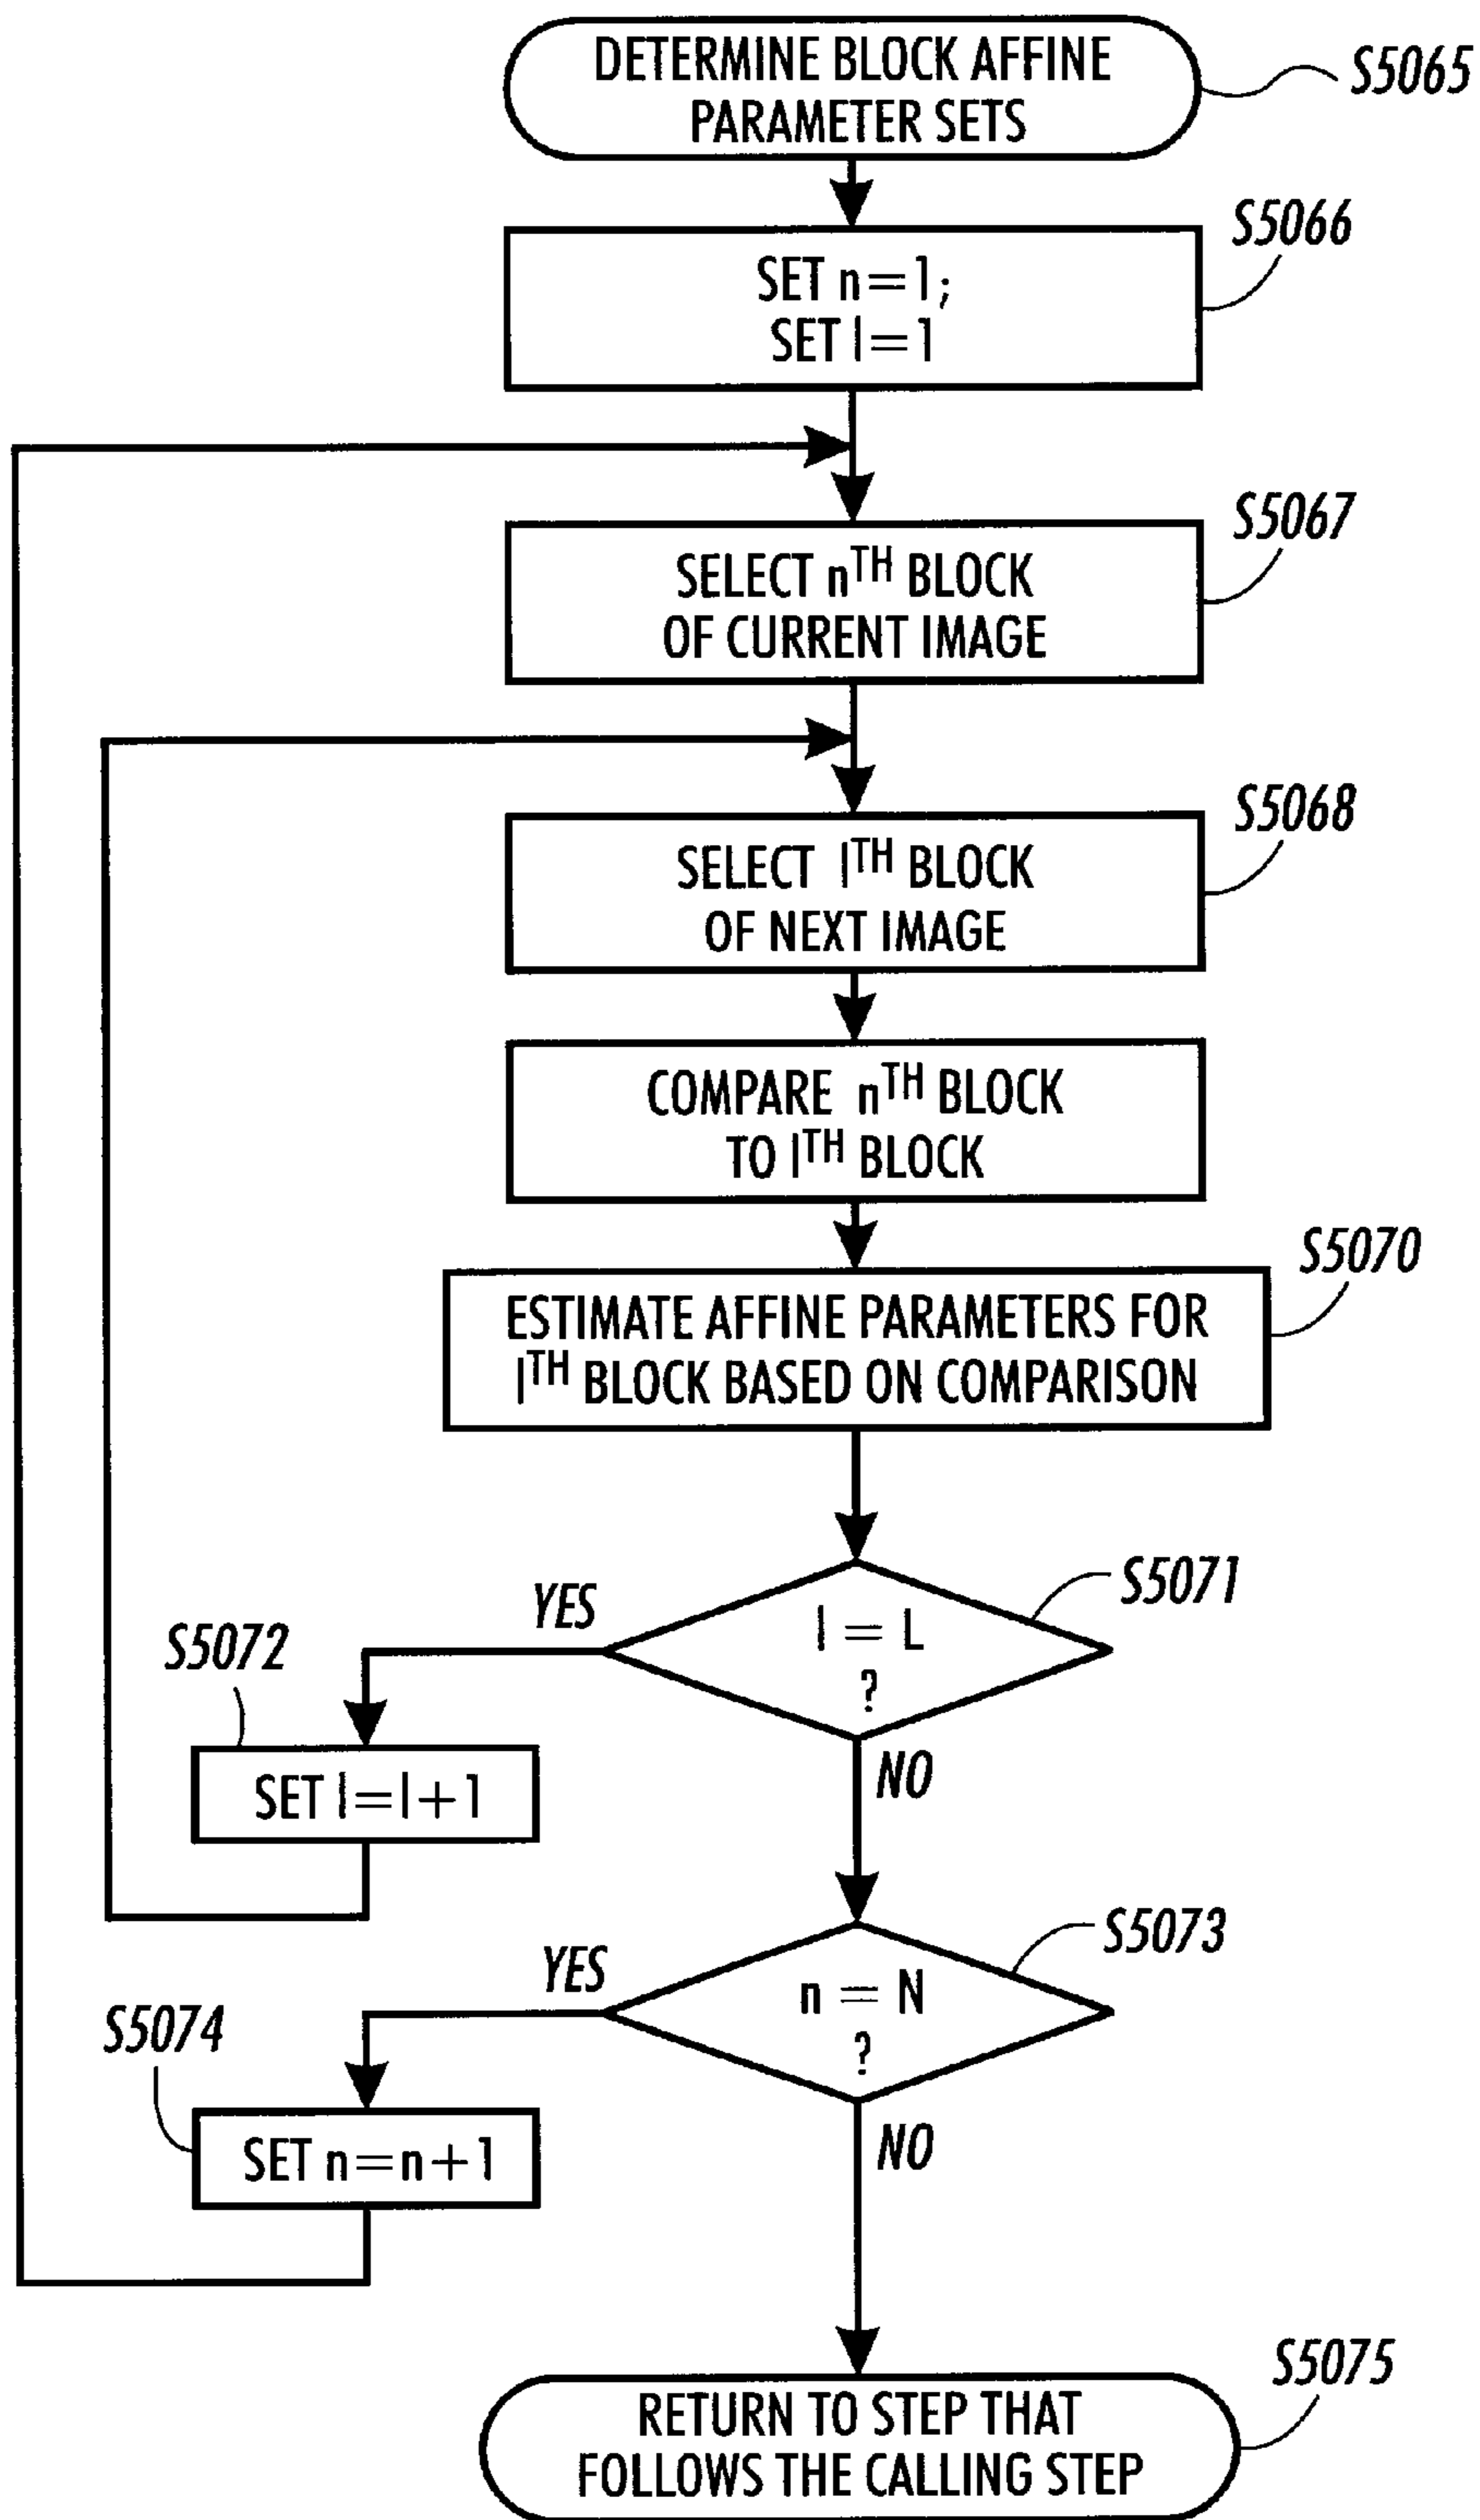 DETERMINE BLOCK AFFINE
PARAMETER SETS
S5065
S5066
SET n=1;
SET l=1
S5067
SELECT nTH BLOCK
OF CURRENT IMAGE
S5068
SELECT lTH BLOCK
OF NEXT IMAGE
COMPARE nTH BLOCK
TO lTH BLOCK
S5070
ESTIMATE AFFINE PARAMETERS FOR
lTH BLOCK BASED ON COMPARISON
S5071
YES
l = L
?
S5072
NO
SET l=l+1
S5073
YES
n = N
?
S5074
NO
SET n=n+1
S5075
RETURN TO STEP THAT
FOLLOWS THE CALLING STEP